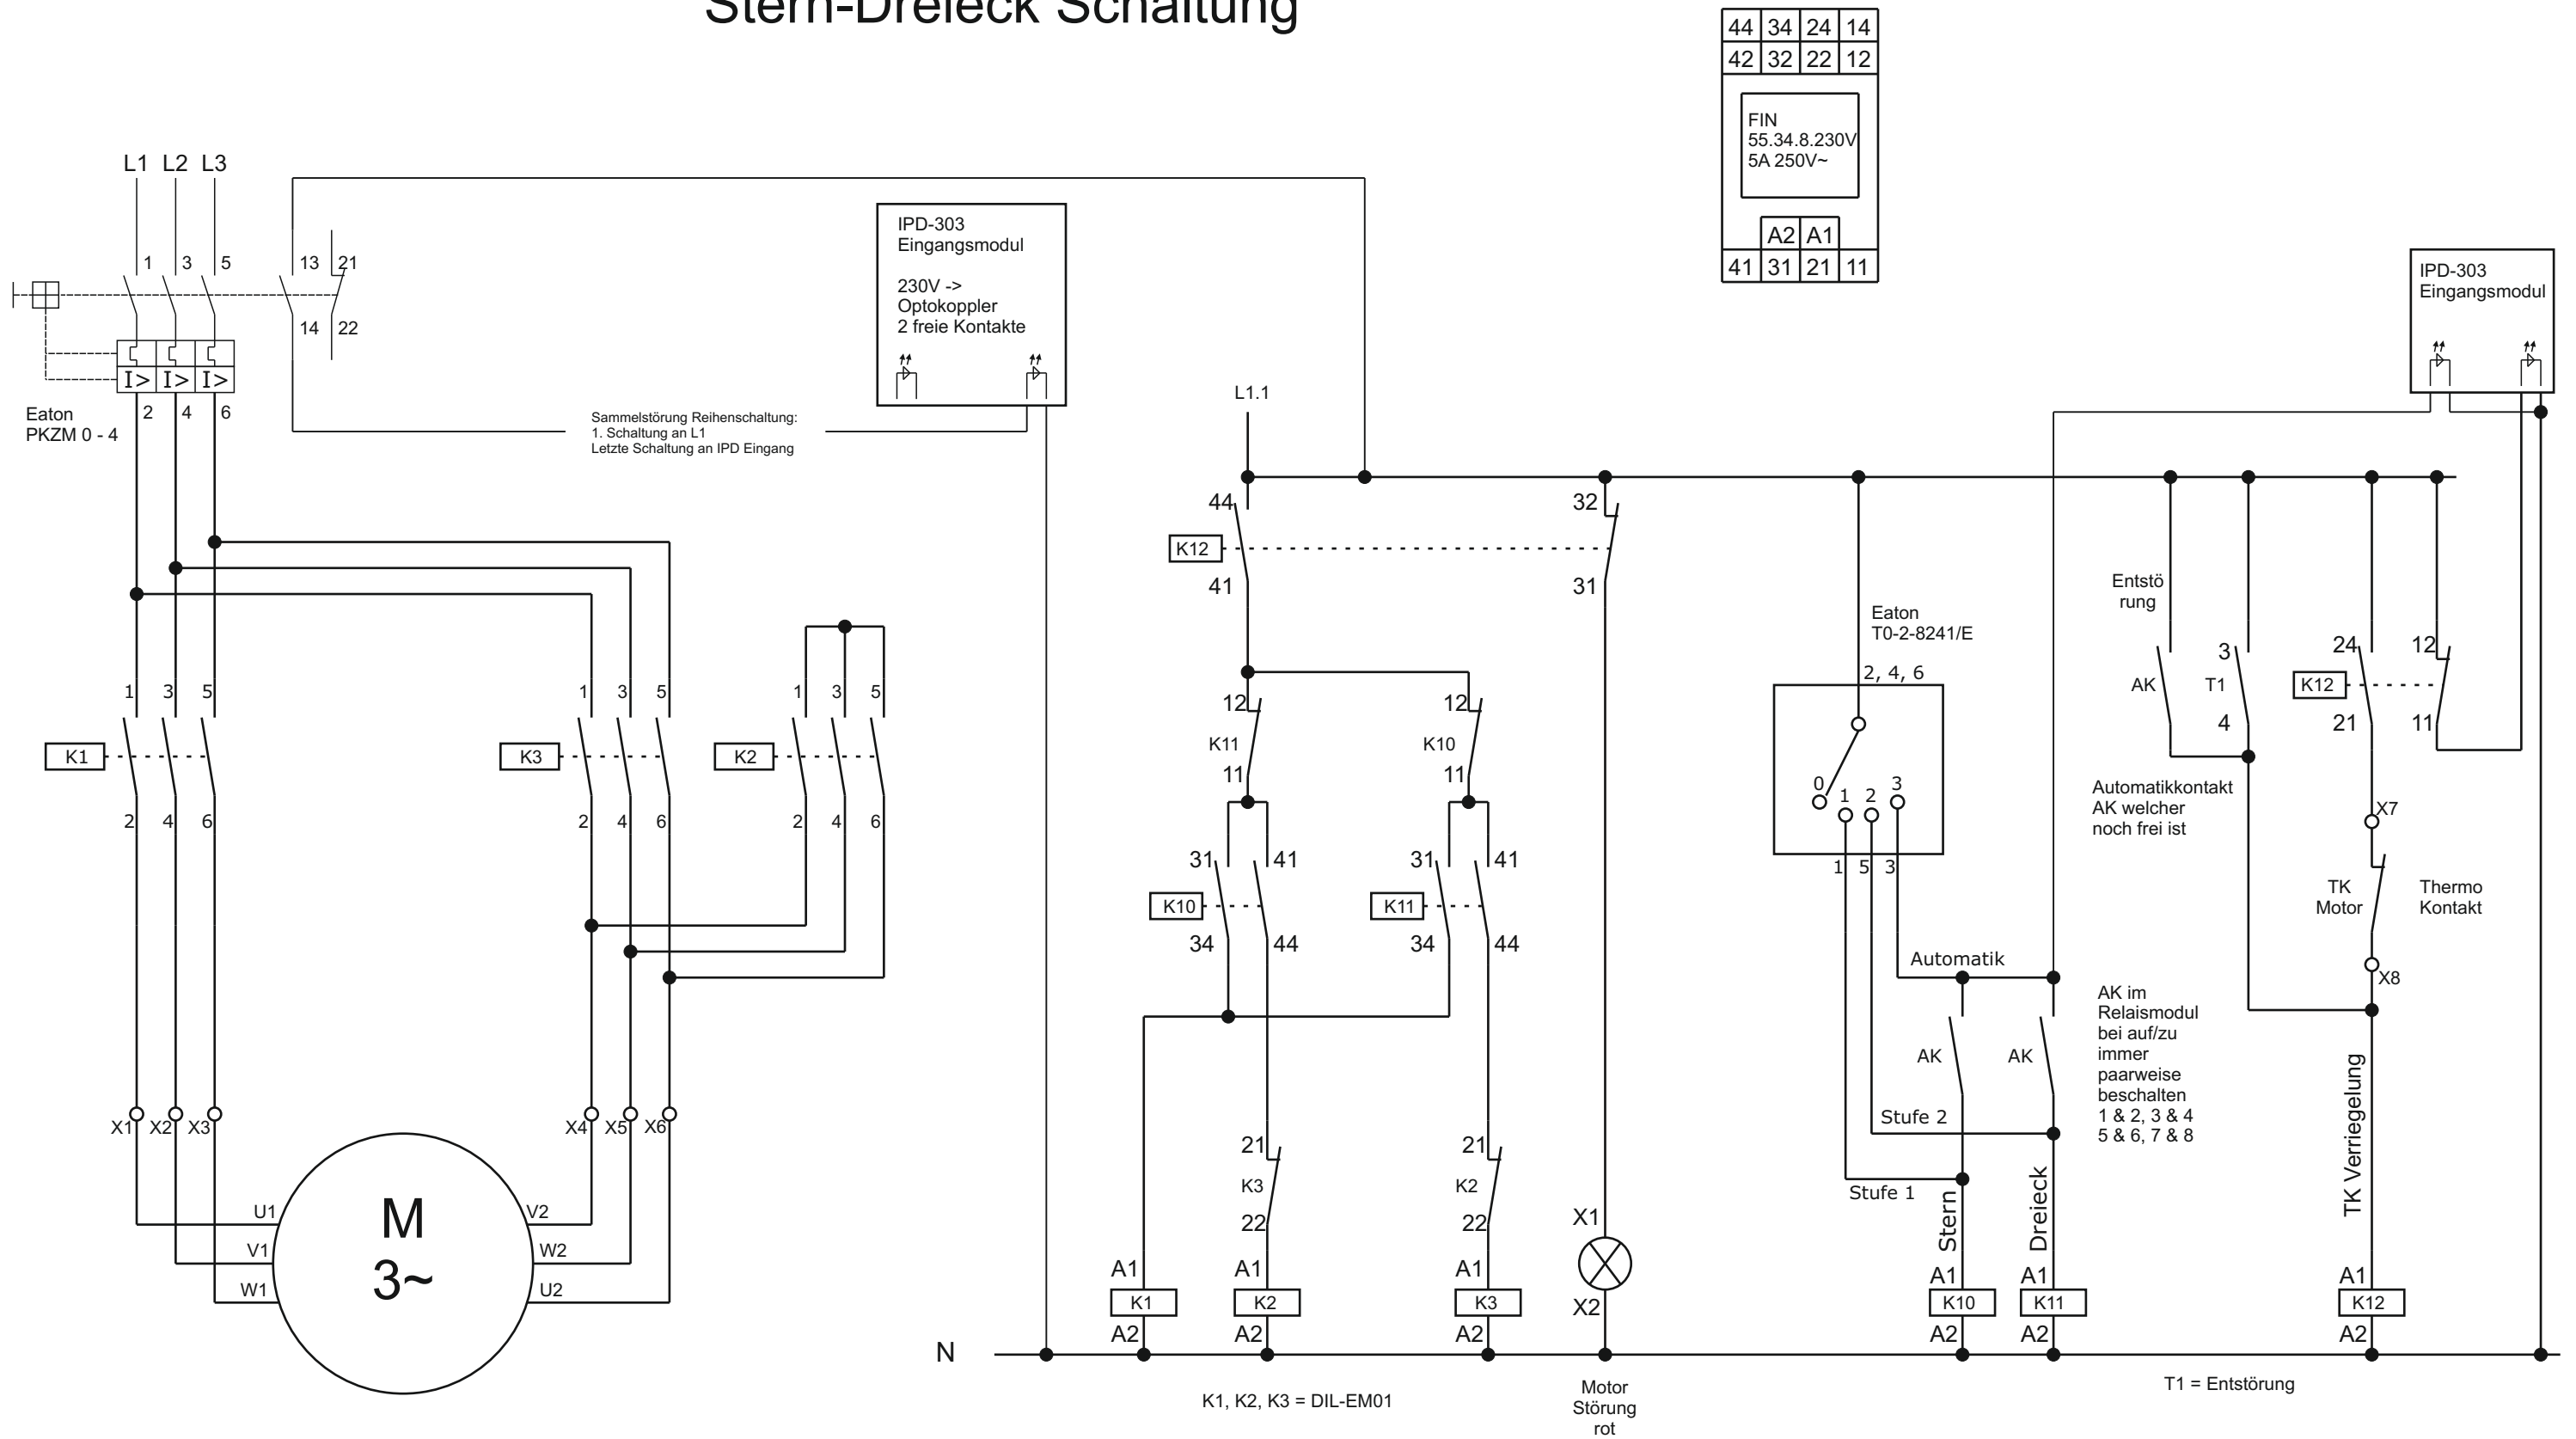 Stern-Dreieck Schaltung
44 34 24 14
42 32 22 12
FIN
55.34.8.230V
5A 250V~
A2 A1
41 31 21 11
L1 L2 L3
1 3 5 13 21
14 22
I> I> I>
2 4 6
Eaton
PKZM 0 - 4
Sammelstörung Reihenschaltung:
1. Schaltung an L1
Letzte Schaltung an IPD Eingang
IPD-303
Eingangsmodul
230V ->
Optokoppler
2 freie Kontakte
IPD-303
Eingangsmodul
L1.1
44
K12
41
32
31
1 3 5
K1
2 4 6
1 3 5
K3
2 4 6
1 3 5
K2
2 4 6
X1 X2 X3
X4 X5 X6
M
3~
U1
V1
W1
V2
W2
U2
12
K11
11
12
K10
11
31 41
K10
34 44
31 41
K11
34 44
21
K3
22
21
K2
22
A1
K1
A2
A1
K2
A2
A1
K3
A2
X1
X2
Motor
Störung
rot
N
K1, K2, K3 = DIL-EM01
Eaton
T0-2-8241/E
2, 4, 6
0 1 2 3
1 5 3
Automatik
AK AK
Stufe 2
Stufe 1
Stern
Dreieck
A1
K10
A2
A1
K11
A2
AK im
Relaismodul
bei auf/zu
immer
paarweise
beschalten
1 & 2, 3 & 4
5 & 6, 7 & 8
Entstö
rung
AK
3
T1
4
Automatikkontakt
AK welcher
noch frei ist
24 12
K12
21 11
X7
TK
Motor
Thermo
Kontakt
X8
TK Verriegelung
A1
K12
A2
T1 = Entstörung